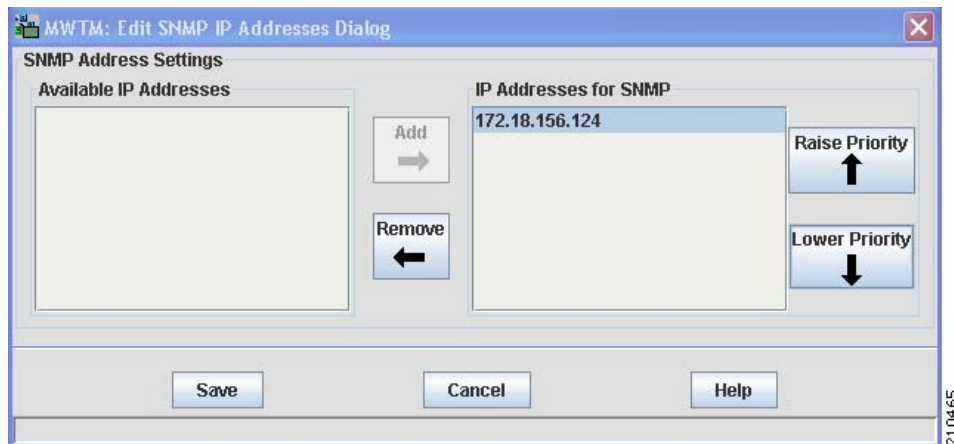 MWTM: Edit SNMP IP Addresses Dialog
SNMP Address Settings
Available IP Addresses
IP Addresses for SNMP
172.18.156.124
Add
Remove
Raise Priority
Lower Priority
Save
Cancel
Help
210465